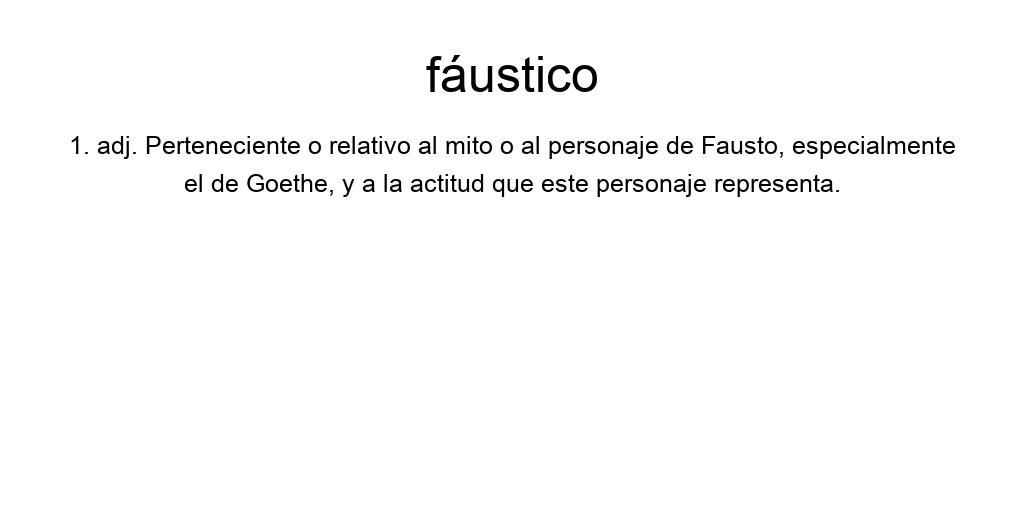 fáustico
1. adj. Perteneciente o relativo al mito o al personaje de Fausto, especialmente
el de Goethe, y a la actitud que este personaje representa.